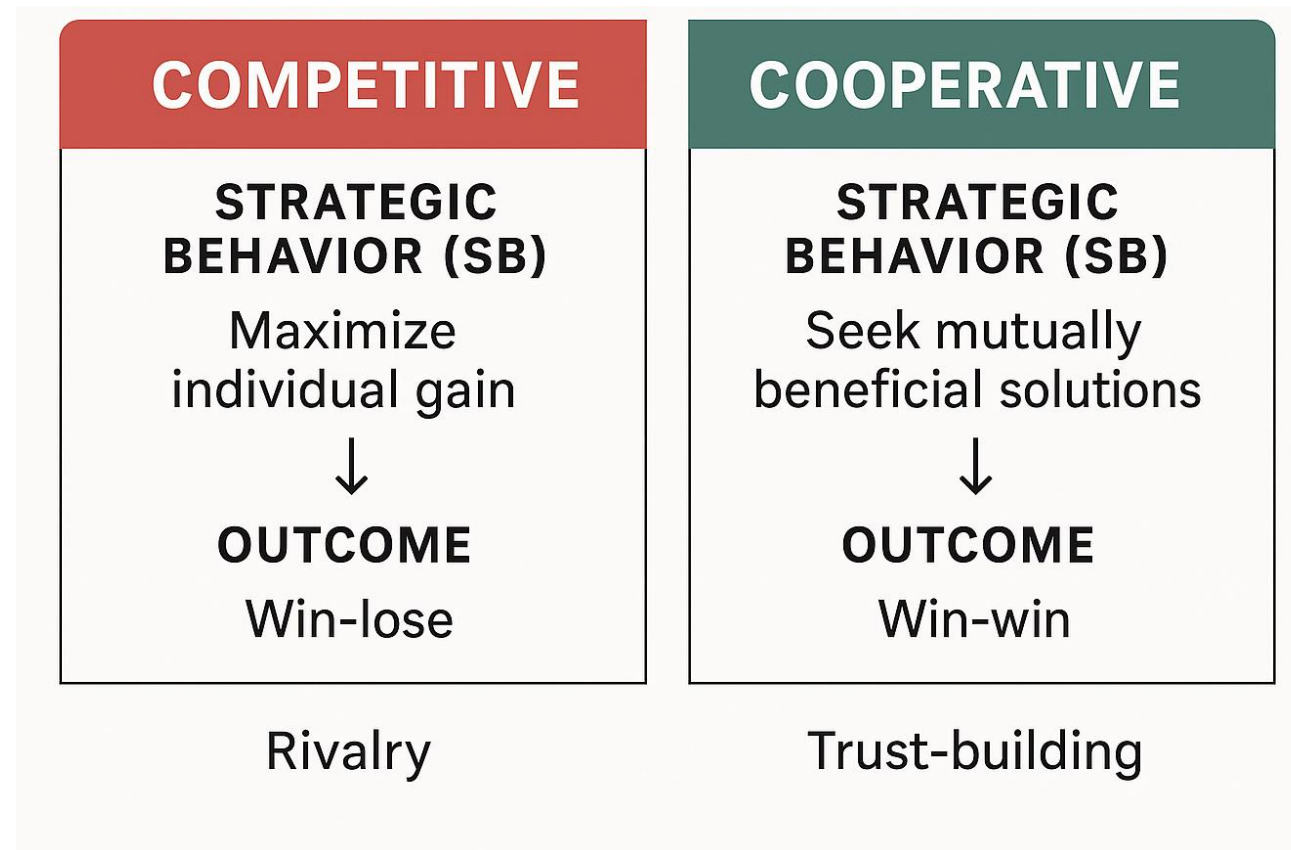 COMPETITIVE
STRATEGIC
BEHAVIOR (SB)
Maximize
individual gain
↓
OUTCOME
Win-lose
Rivalry
COOPERATIVE
STRATEGIC
BEHAVIOR (SB)
Seek mutually
beneficial solutions
↓
OUTCOME
Win-win
Trust-building